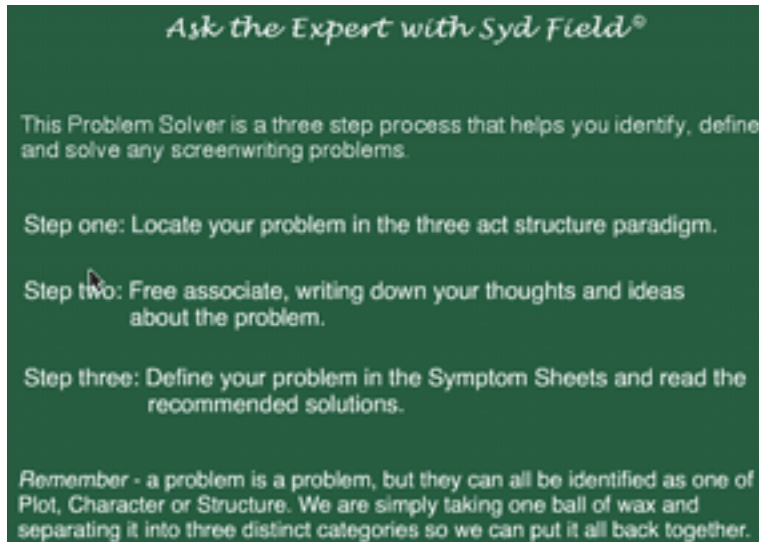 Ask the Expert with Syd Field©
This Problem Solver is a three step process that helps you identify, define
and solve any screenwriting problems.
Step one: Locate your problem in the three act structure paradigm.
Step two: Free associate, writing down your thoughts and ideas
about the problem.
Step three: Define your problem in the Symptom Sheets and read the
recommended solutions.
Remember - a problem is a problem, but they can all be identified as one of
Plot, Character or Structure. We are simply taking one ball of wax and
separating it into three distinct categories so we can put it all back together.